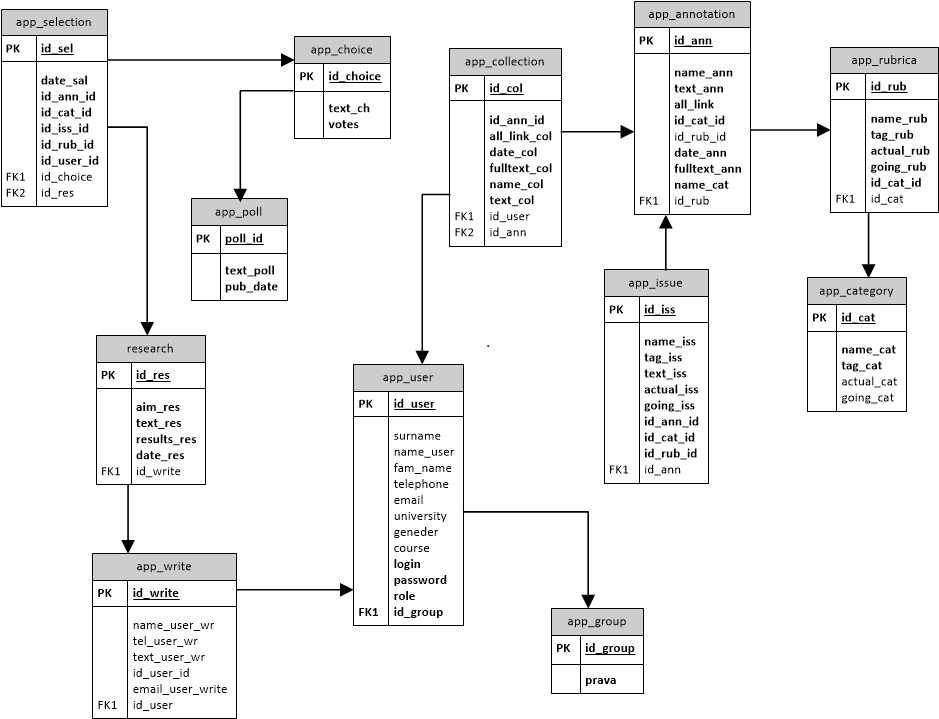 app_selection
PK id_sel
date_sal
id_ann_id
id_cat_id
id_iss_id
id_rub_id
id_user_id
FK1 id_choice
FK2 id_res
app_choice
PK id_choice
text_ch
votes
app_poll
PK poll_id
text_poll
pub_date
app_collection
PK id_col
id_ann_id
all_link_col
date_col
fulltext_col
name_col
text_col
FK1 id_user
FK2 id_ann
app_annotation
PK id_ann
name_ann
text_ann
all_link
id_cat_id
id_rub_id
date_ann
fulltext_ann
name_cat
FK1 id_rub
app_rubrica
PK id_rub
name_rub
tag_rub
actual_rub
going_rub
id_cat_id
FK1 id_cat
app_issue
PK id_iss
name_iss
tag_iss
text_iss
actual_iss
going_iss
id_ann_id
id_cat_id
id_rub_id
FK1 id_ann
app_category
PK id_cat
name_cat
tag_cat
actual_cat
going_cat
research
PK id_res
aim_res
text_res
results_res
date_res
FK1 id_write
app_user
PK id_user
surname
name_user
fam_name
telephone
email
university
geneder
course
login
password
role
FK1 id_group
app_write
PK id_write
name_user_wr
tel_user_wr
text_user_wr
id_user_id
email_user_write
FK1 id_user
app_group
PK id_group
prava